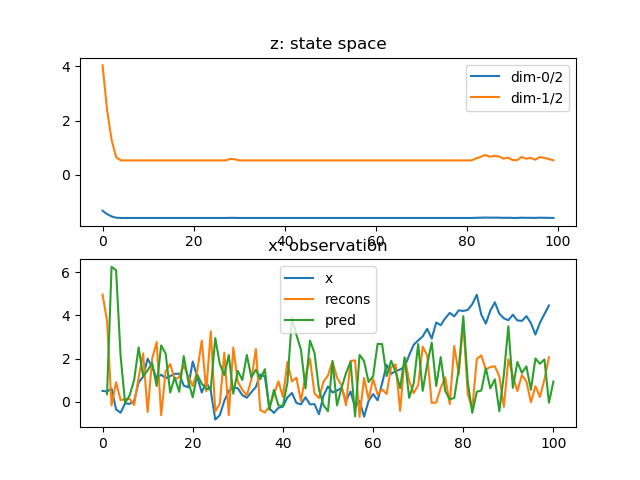 z: state space
4
2
0
dim-0/2
dim-1/2
0 20 40 60 80 100
x: observation
6
4
2
0
x
recons
pred
0 20 40 60 80 100